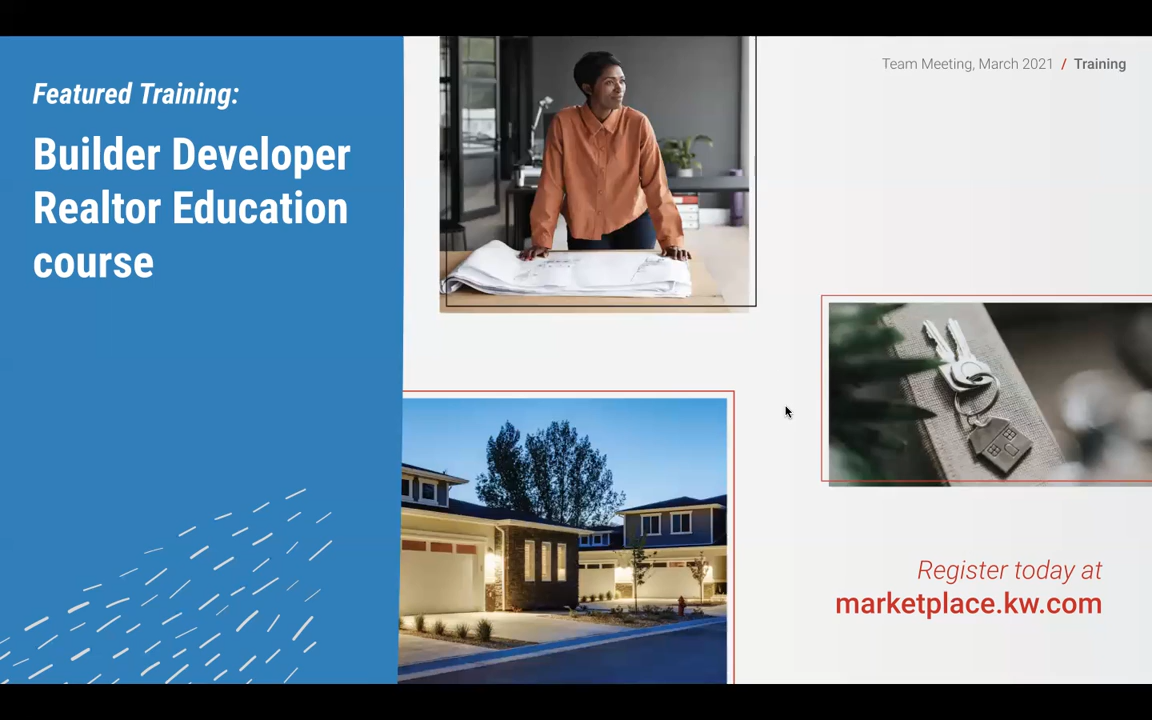 Team Meeting, March 2021 / Training
Featured Training:
Builder Developer
Realtor Education
course
Register today at
marketplace.kw.com